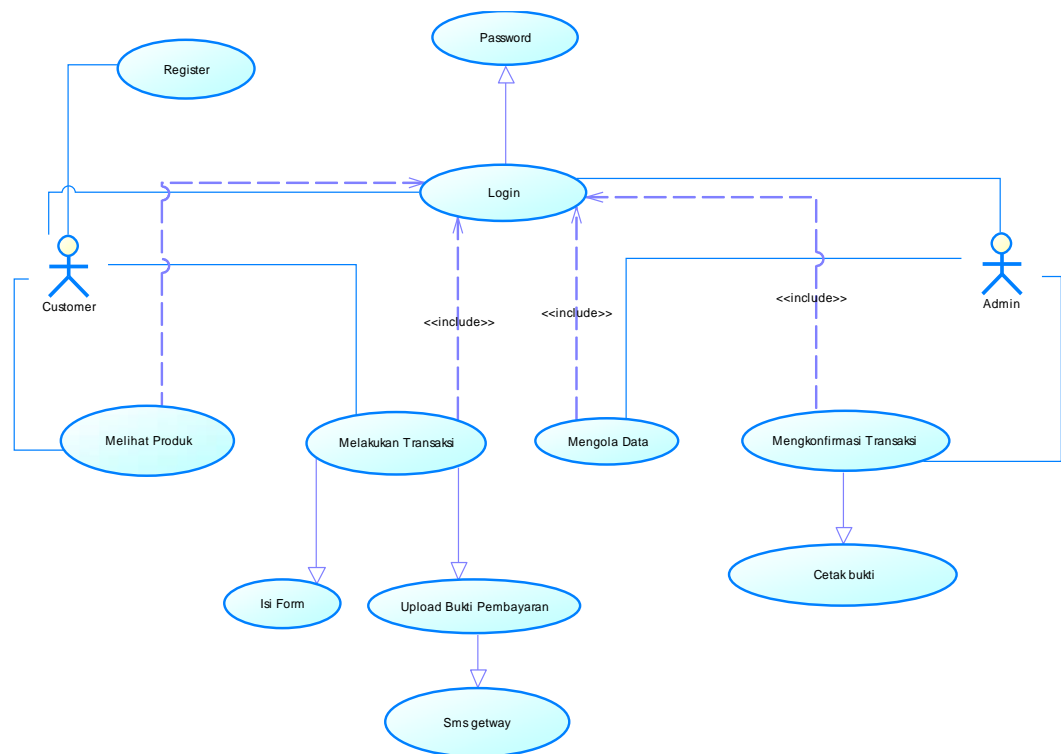 Password
Register
Login
Customer
Admin
<<include>>
<<include>>
<<include>>
Melihat Produk
Melakukan Transaksi
Mengola Data
Mengkonfirmasi Transaksi
Cetak bukti
Isi Form
Upload Bukti Pembayaran
Sms getway